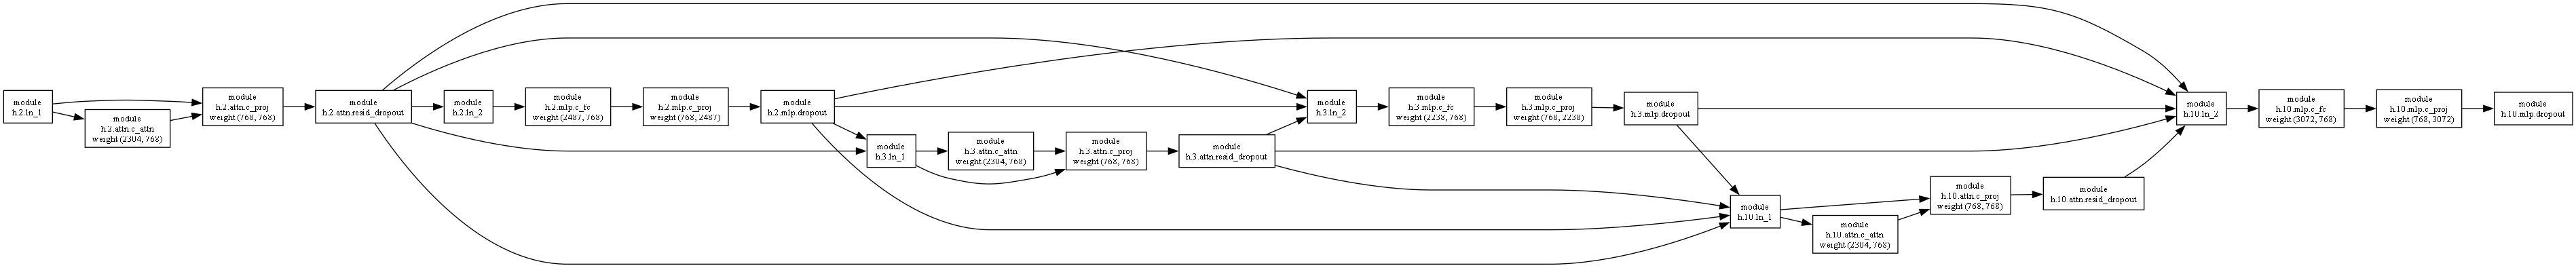 module
h.2.ln_1
module
h.2.attn.c_attn
weight (2304, 768)
module
h.2.attn.c_proj
weight (768, 768)
module
h.2.attn.resid_dropout
module
h.2.ln_2
module
h.2.mlp.c_fc
weight (2487, 768)
module
h.2.mlp.c_proj
weight (768, 2487)
module
h.2.mlp.dropout
module
h.3.ln_1
module
h.3.attn.c_attn
weight (2304, 768)
module
h.3.attn.c_proj
weight (768, 768)
module
h.3.attn.resid_dropout
module
h.3.ln_2
module
h.3.mlp.c_fc
weight (2238, 768)
module
h.3.mlp.c_proj
weight (768, 2238)
module
h.3.mlp.dropout
module
h.10.ln_1
module
h.10.attn.c_attn
weight (2304, 768)
module
h.10.attn.c_proj
weight (768, 768)
module
h.10.attn.resid_dropout
module
h.10.ln_2
module
h.10.mlp.c_fc
weight (3072, 768)
module
h.10.mlp.c_proj
weight (768, 3072)
module
h.10.mlp.dropout